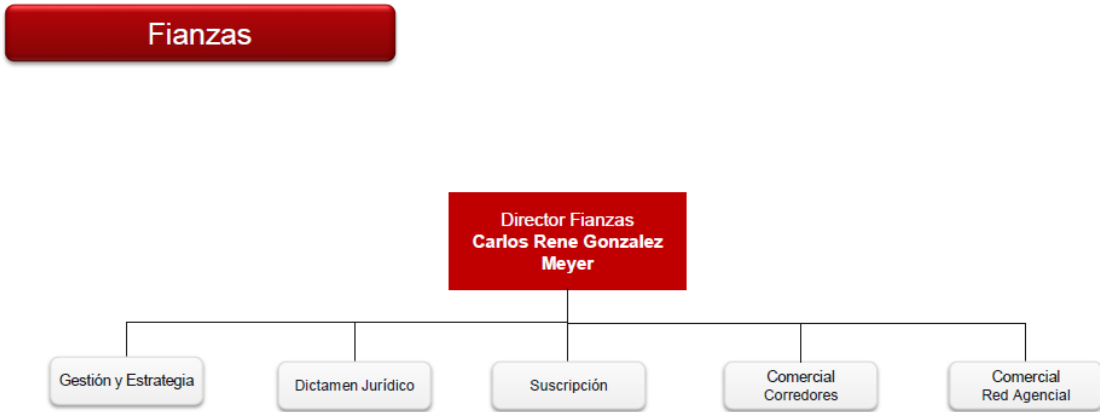 Fianzas
Director Fianzas
Carlos Rene Gonzalez
Meyer
Gestión y Estrategia
Dictamen Jurídico
Suscripción
Comercial
Corredores
Comercial
Red Agencial